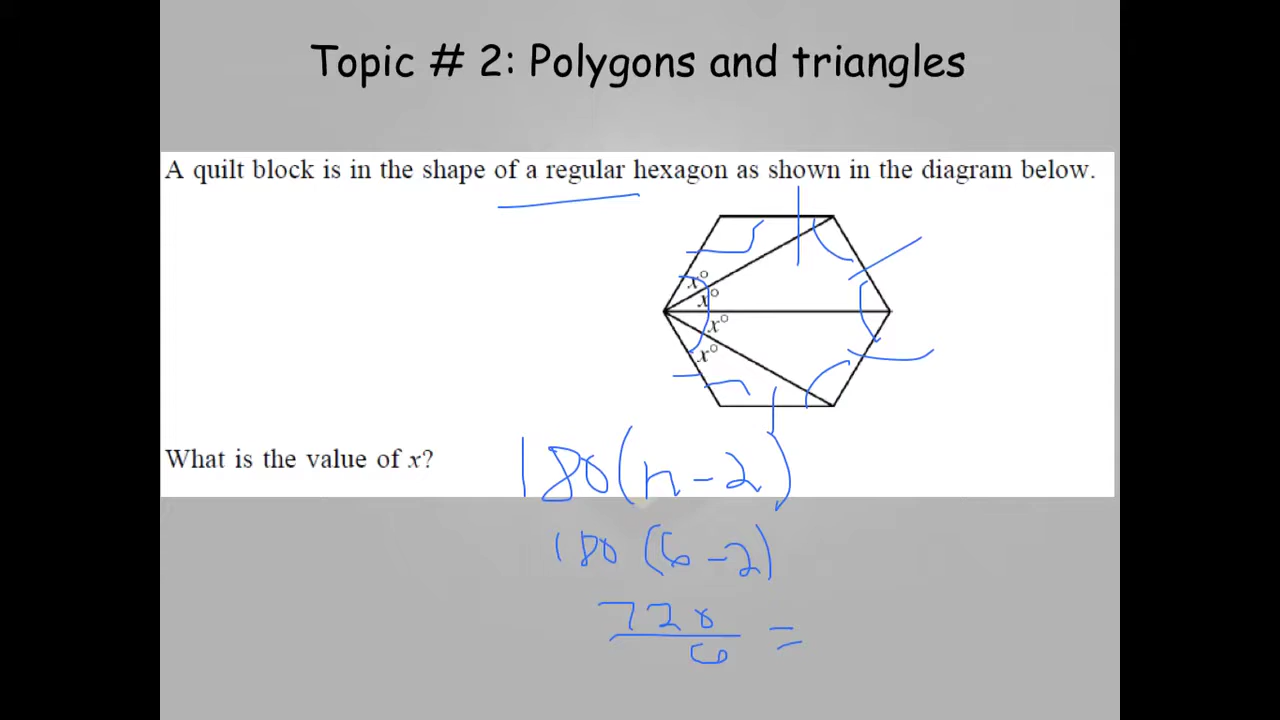 Topic # 2: Polygons and triangles
A quilt block is in the shape of a regular hexagon as shown in the diagram below.
x°
x°
x°
x°
What is the value of x?
180(n-2)
180(6-2)
720
6
=